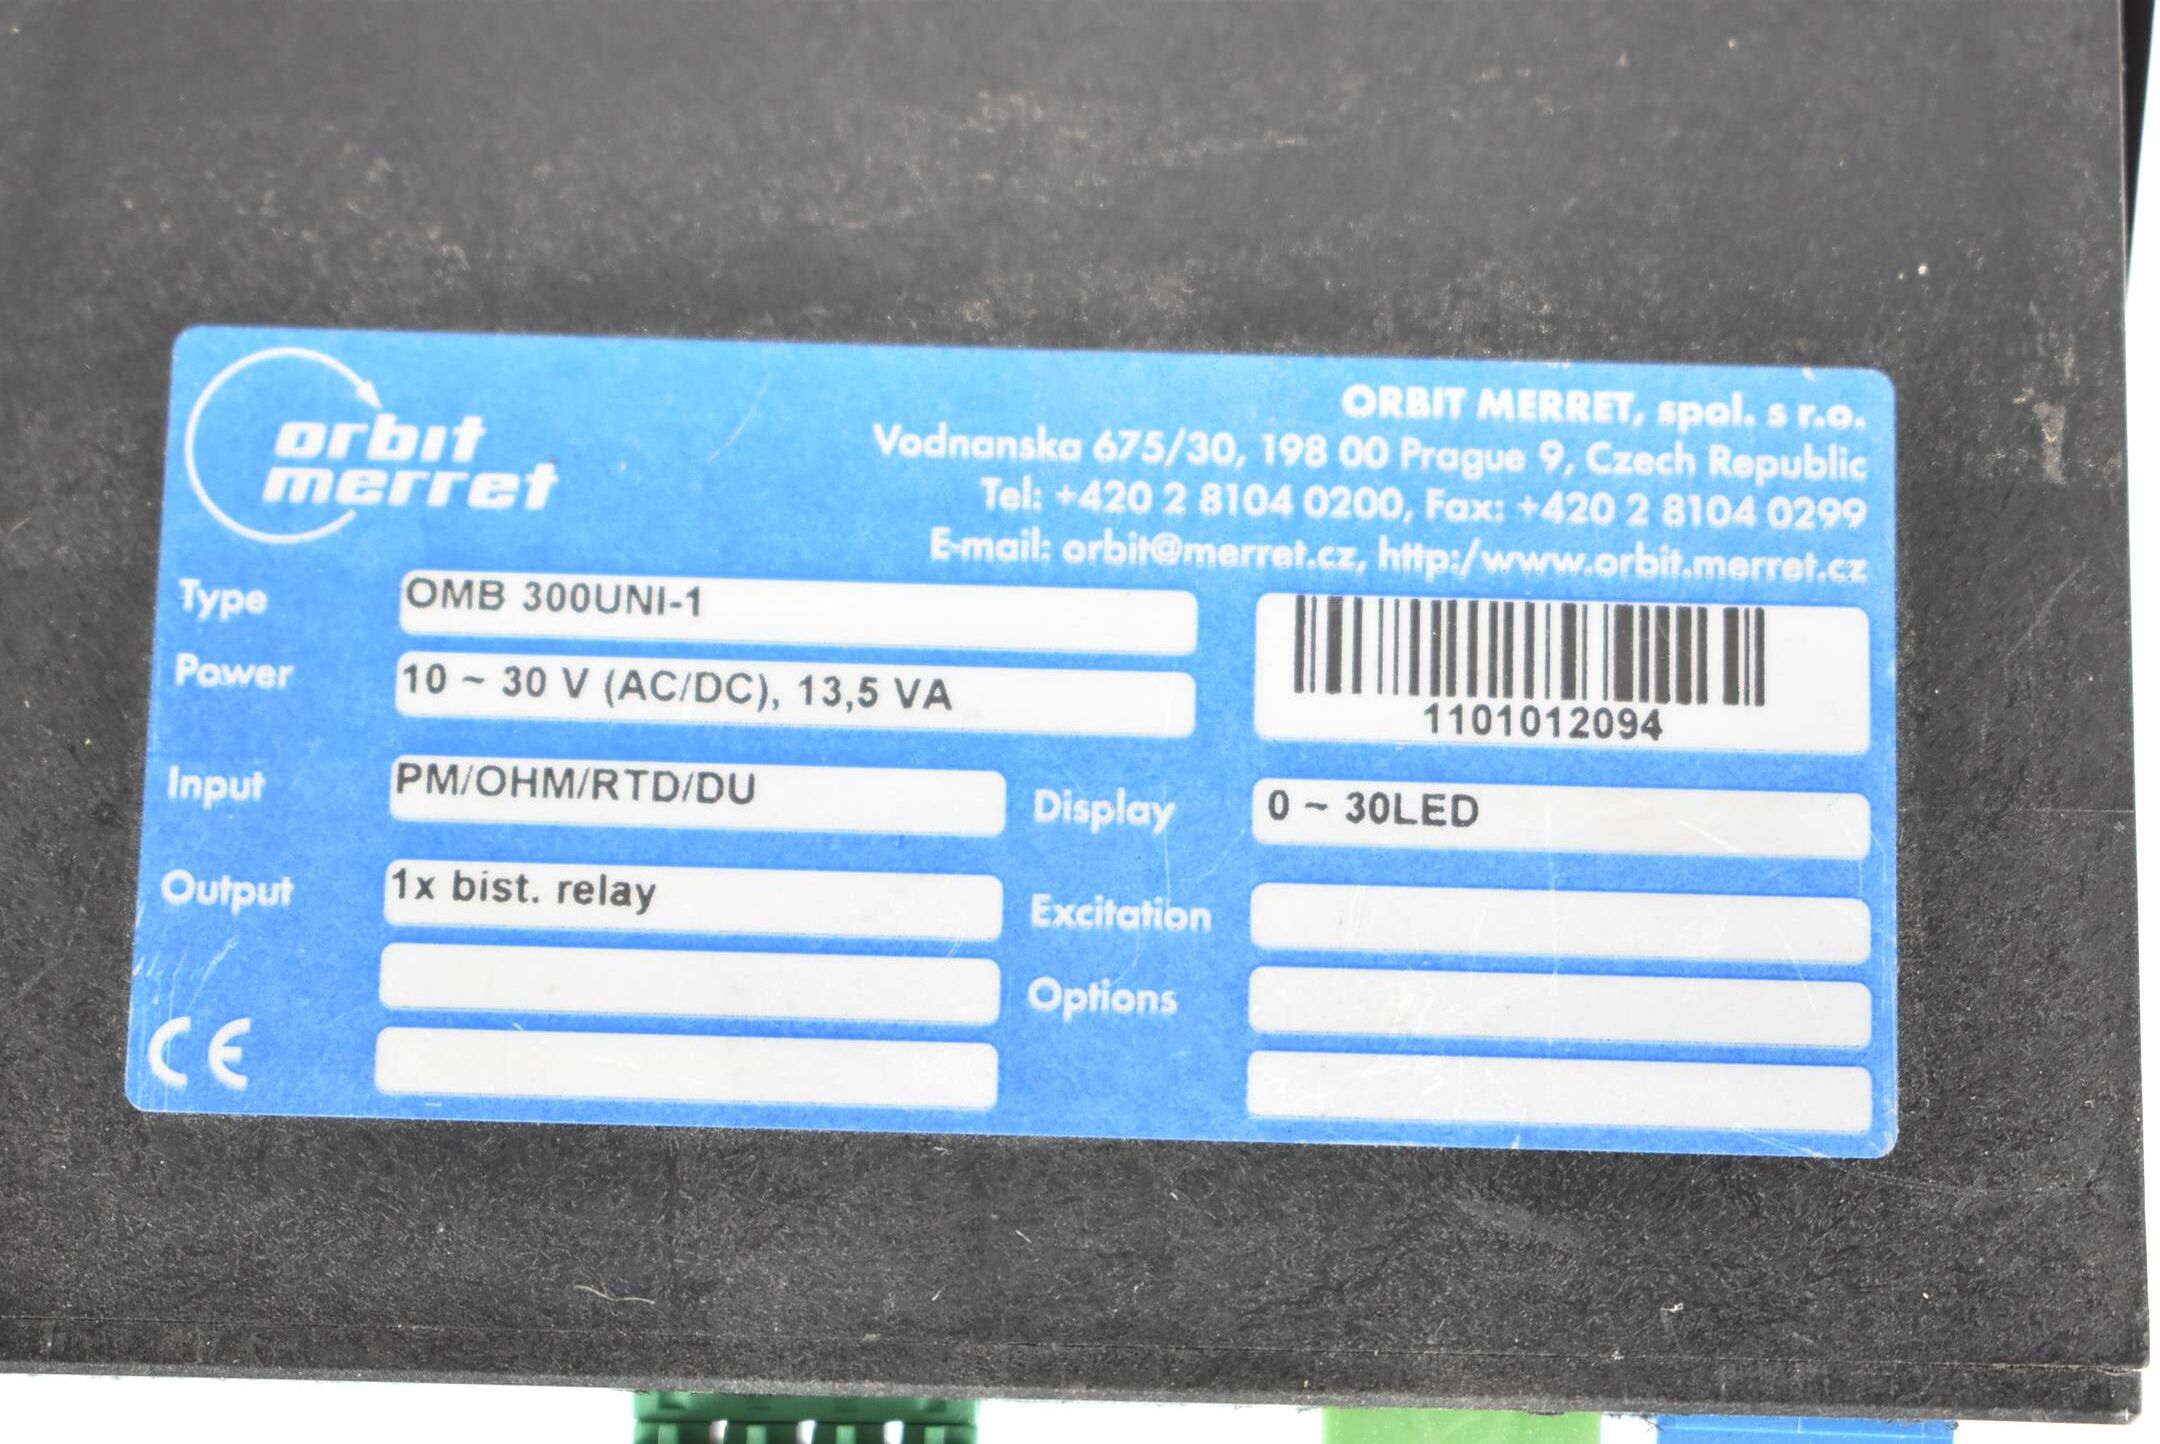 orbit
merret
ORBIT MERRET, spol. s r.o.
Vodnanska 675/30, 198 00 Prague 9, Czech Republic
Tel: +420 2 8104 0200, Fax: +420 2 8104 0299
E-mail: orbit@merret.cz, http:/www.orbit.merret.cz
Type OMB 300UNI-1
Power 10 ~ 30 V (AC/DC), 13,5 VA
1101012094
Input PM/OHM/RTD/DU Display 0 ~ 30LED
Output 1x bist. relay Excitation
Options
CE